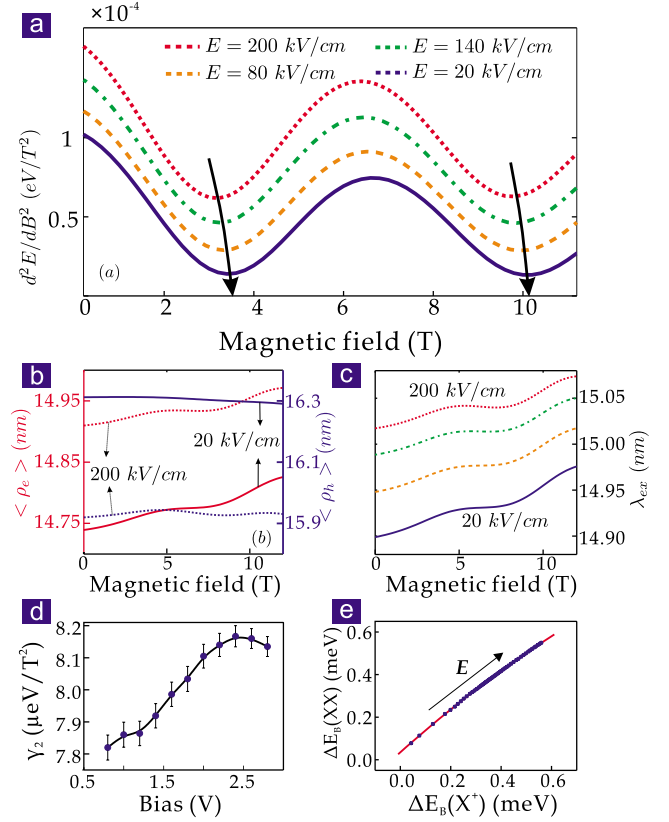 a
×10⁻⁴
E = 200 kV/cm
E = 140 kV/cm
E = 80 kV/cm
E = 20 kV/cm
1
0.5
d²E/dB² (eV/T²)
(a)
0 2 4 6 8 10
Magnetic field (T)
b
14.95
14.85
14.75
< ρe > (nm)
200 kV/cm
20 kV/cm
16.3
16.1
15.9
< ρh > (nm)
(b)
0 5 10
Magnetic field (T)
c
200 kV/cm
20 kV/cm
15.05
15.00
14.95
14.90
λex (nm)
0 5 10
Magnetic field (T)
d
8.2
8.1
8.0
7.9
7.8
γ₂ (µeV/T²)
0.5 1.5 2.5
Bias (V)
e
0.6
0.4
0.2
0.0
ΔEB(XX) (meV)
E
0.0 0.2 0.4 0.6
ΔEB(X⁺) (meV)